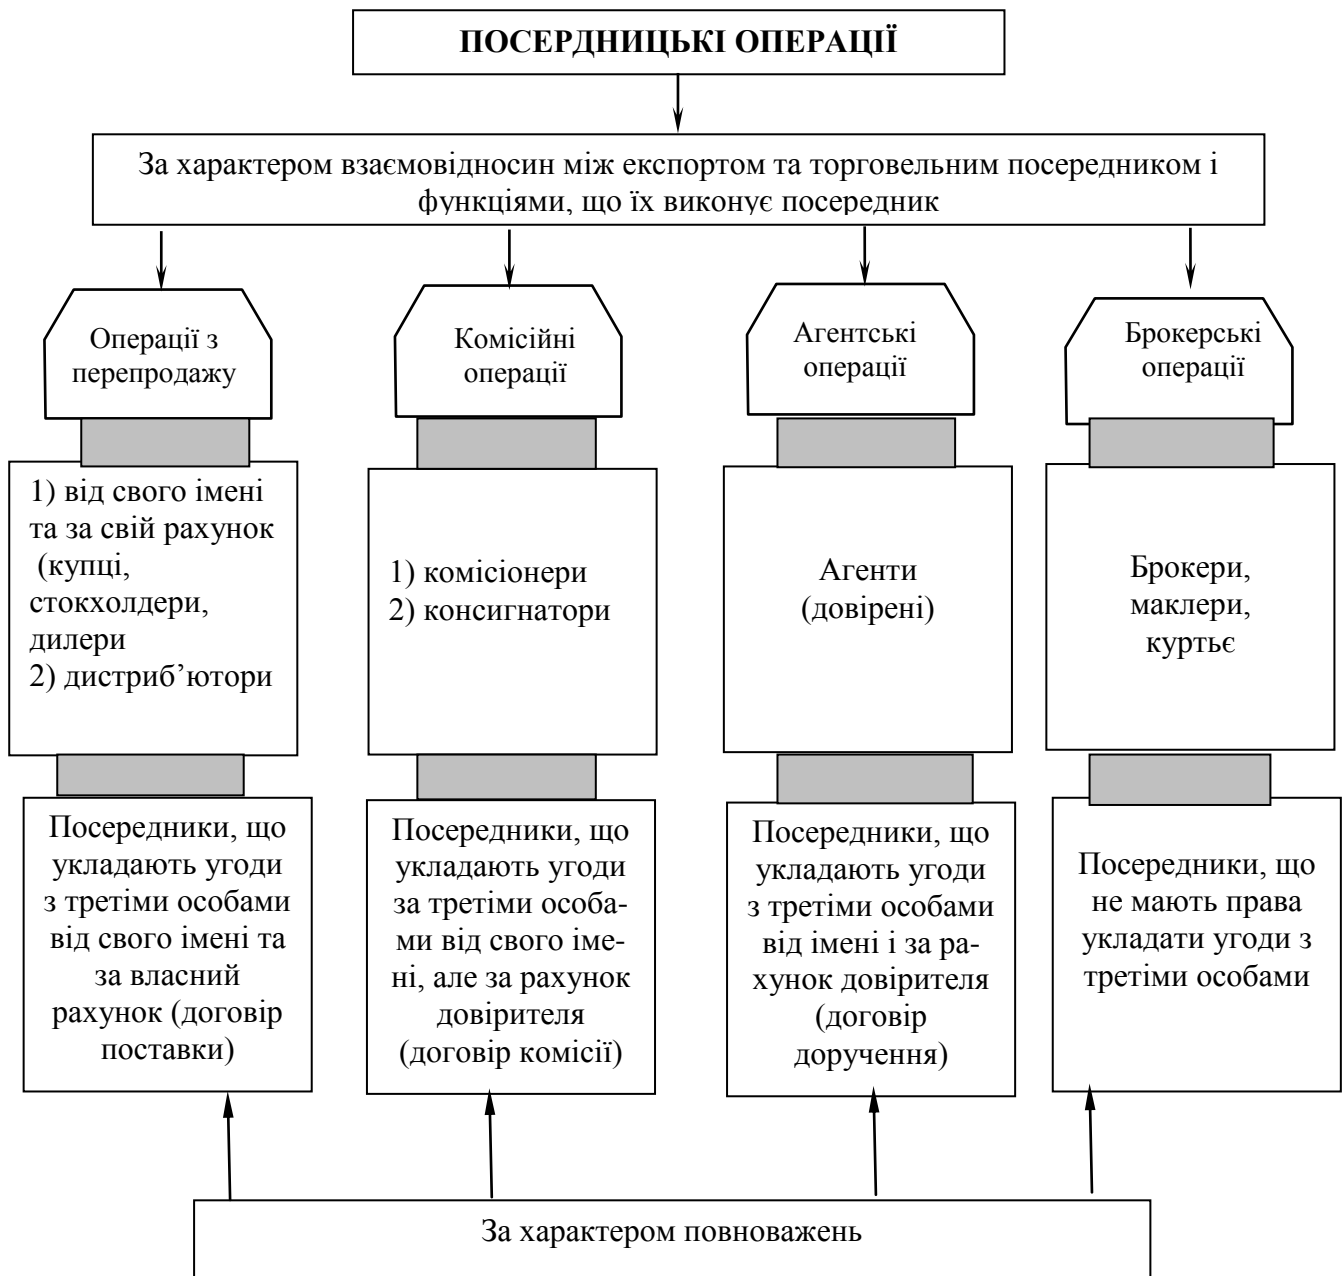 ПОСЕРДНИЦЬКІ ОПЕРАЦІЇ
За характером взаємовідносин між експортом та торговельним посередником і
функціями, що їх виконує посередник
Операції з
перепродажу
Комісійні
операції
Агентські
операції
Брокерські
операції
1) від свого імені
та за свій рахунок
(купці,
стокхолдери,
дилери
2) дистриб’ютори
1) комісіонери
2) консигнатори
Агенти
(довірені)
Брокери,
маклери,
куртьє
Посередники, що
укладають угоди
з третіми особами
від свого імені та
за власний
рахунок (договір
поставки)
Посередники, що
укладають угоди
за третіми особа-
ми від свого іме-
ні, але за рахунок
довірителя
(договір комісії)
Посередники, що
укладають угоди
з третіми особами
від імені і за ра-
хунок довірителя
(договір
доручення)
Посередники, що
не мають права
укладати угоди з
третіми особами
За характером повноважень